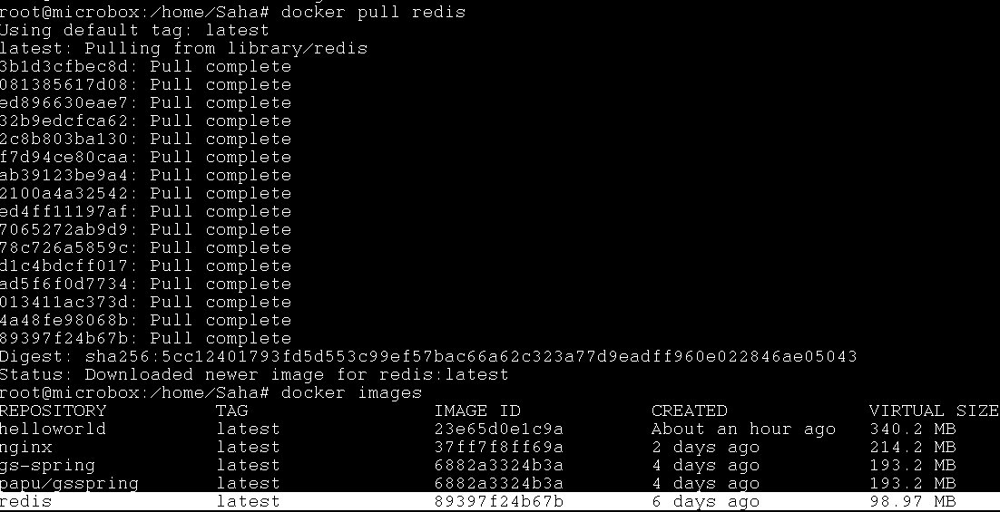 root@microbox:/home/Saha# docker pull redis
Using default tag: latest
latest: Pulling from library/redis
3b1d3cfbec8d: Pull complete
081385617d08: Pull complete
ed896630eae7: Pull complete
32b9edcfca62: Pull complete
2c8b803ba130: Pull complete
f7d94ce80caa: Pull complete
ab39123be9a4: Pull complete
2100a4a32542: Pull complete
ed4ff11197af: Pull complete
7065272ab9d9: Pull complete
78c726a5859c: Pull complete
d1c4bdcff017: Pull complete
ad5f6f0d7734: Pull complete
013411ac373d: Pull complete
4a48fe98068b: Pull complete
89397f24b67b: Pull complete
Digest: sha256:5cc12401793fd5d553c99ef57bac66a62c323a77d9eadff960e022846ae05043
Status: Downloaded newer image for redis:latest
root@microbox:/home/Saha# docker images
REPOSITORY TAG IMAGE ID CREATED VIRTUAL SIZE
helloworld latest 23e65d0e1c9a About an hour ago 340.2 MB
nginx latest 37ff7f8ff69a 2 days ago 214.2 MB
gs-spring latest 6882a3324b3a 4 days ago 193.2 MB
papu/gsspring latest 6882a3324b3a 4 days ago 193.2 MB
redis latest 89397f24b67b 6 days ago 98.97 MB